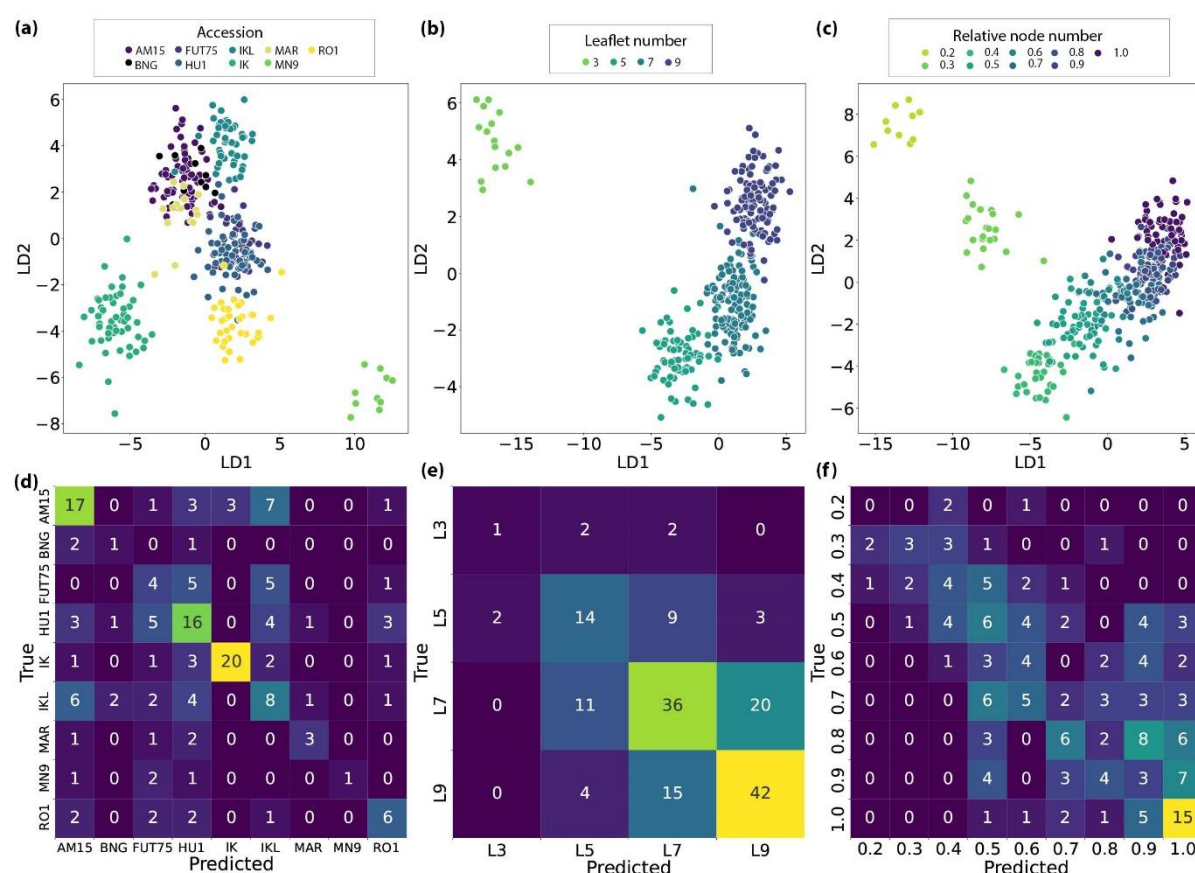 (a)
Accession
AM15 FUT75 IKL MAR RO1
BNG HU1 IK MN9
LD2
6
4
2
0
−2
−4
−6
−8
−5 0 5 10
LD1
(b)
Leaflet number
3 5 7 9
LD2
6
4
2
0
−2
−4
−15 −10 −5 0 5
LD1
(c)
Relative node number
0.2 0.4 0.6 0.8 1.0
0.3 0.5 0.7 0.9
LD2
8
6
4
2
0
−2
−4
−6
−15 −10 −5 0 5
LD1
(d)
True
AM15 17 0 1 3 3 7 0 0 1
BNG 2 1 0 1 0 0 0 0 0
FUT75 0 0 4 5 0 5 0 0 1
HU1 3 1 5 16 0 4 1 0 3
IK 1 0 1 3 20 2 0 0 1
IKL 6 2 2 4 0 8 1 0 1
MAR 1 0 1 2 0 0 3 0 0
MN9 1 0 2 1 0 0 0 1 0
RO1 2 0 2 2 0 1 0 0 6
AM15 BNG FUT75 HU1 IK IKL MAR MN9 RO1
Predicted
(e)
True
L3 1 2 2 0
L5 2 14 9 3
L7 0 11 36 20
L9 0 4 15 42
L3 L5 L7 L9
Predicted
(f)
True
0.2 0 0 2 0 1 0 0 0 0
0.3 2 3 3 1 0 0 1 0 0
0.4 1 2 4 5 2 1 0 0 0
0.5 0 1 4 6 4 2 0 4 3
0.6 0 0 1 3 4 0 2 4 2
0.7 0 0 0 6 5 2 3 3 3
0.8 0 0 0 3 0 6 2 8 6
0.9 0 0 0 4 0 3 4 3 7
1.0 0 0 0 1 1 2 1 5 15
0.2 0.3 0.4 0.5 0.6 0.7 0.8 0.9 1.0
Predicted